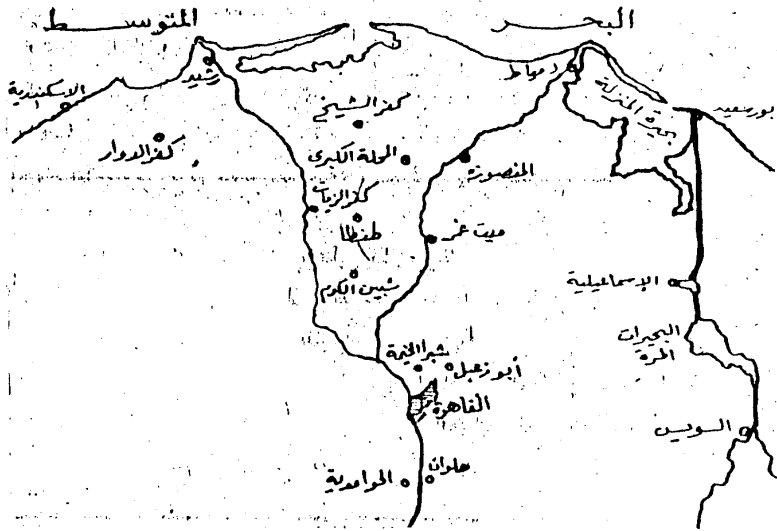 البحر المتوسط
رشيد
دمياط
الاسكندرية
بورسعيد
بحيرة المنزلة
كفر الشيخ
كفر الدوار
المحلة الكبرى
المنصورة
كفر الزيات
طنطا
ميت غمر
شبين الكوم
الإسماعيلية
البحيرات
المرة
شبرا الخيمة
أبو زعبل
القاهرة
السويس
حلوان
الحوامدية